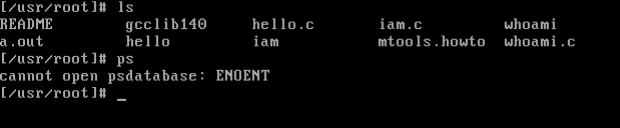 [/usr/root]# ls
README gcclib140 hello.c iam.c whoami
a.out hello iam mtools.howto whoami.c
[/usr/root]# ps
cannot open psdatabase: ENOENT
[/usr/root]# _